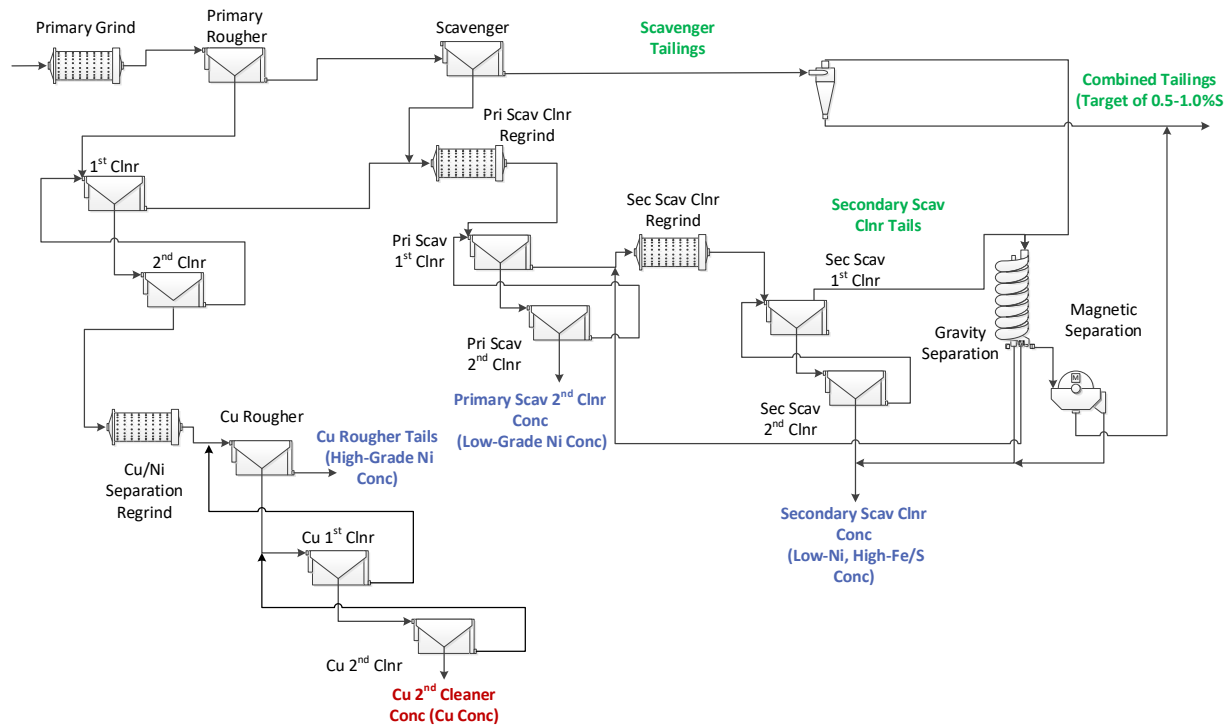 Primary Grind
Primary
Rougher
Scavenger
Scavenger
Tailings
Combined Tailings
(Target of 0.5-1.0%S
Pri Scav Clnr
Regrind
1st Clnr
Sec Scav Clnr
Regrind
Secondary Scav
Clnr Tails
Pri Scav
1st Clnr
2nd Clnr
Sec Scav
1st Clnr
Magnetic
Separation
Gravity
Separation
M
Pri Scav
2nd Clnr
Primary Scav 2nd Clnr
Conc
(Low-Grade Ni Conc)
Sec Scav
2nd Clnr
Cu Rougher
Cu Rougher Tails
(High-Grade Ni
Conc)
Cu/Ni
Separation
Regrind
Secondary Scav Clnr
Conc
(Low-Ni, High-Fe/S
Conc)
Cu 1st Clnr
Cu 2nd Clnr
Cu 2nd Cleaner
Conc (Cu Conc)